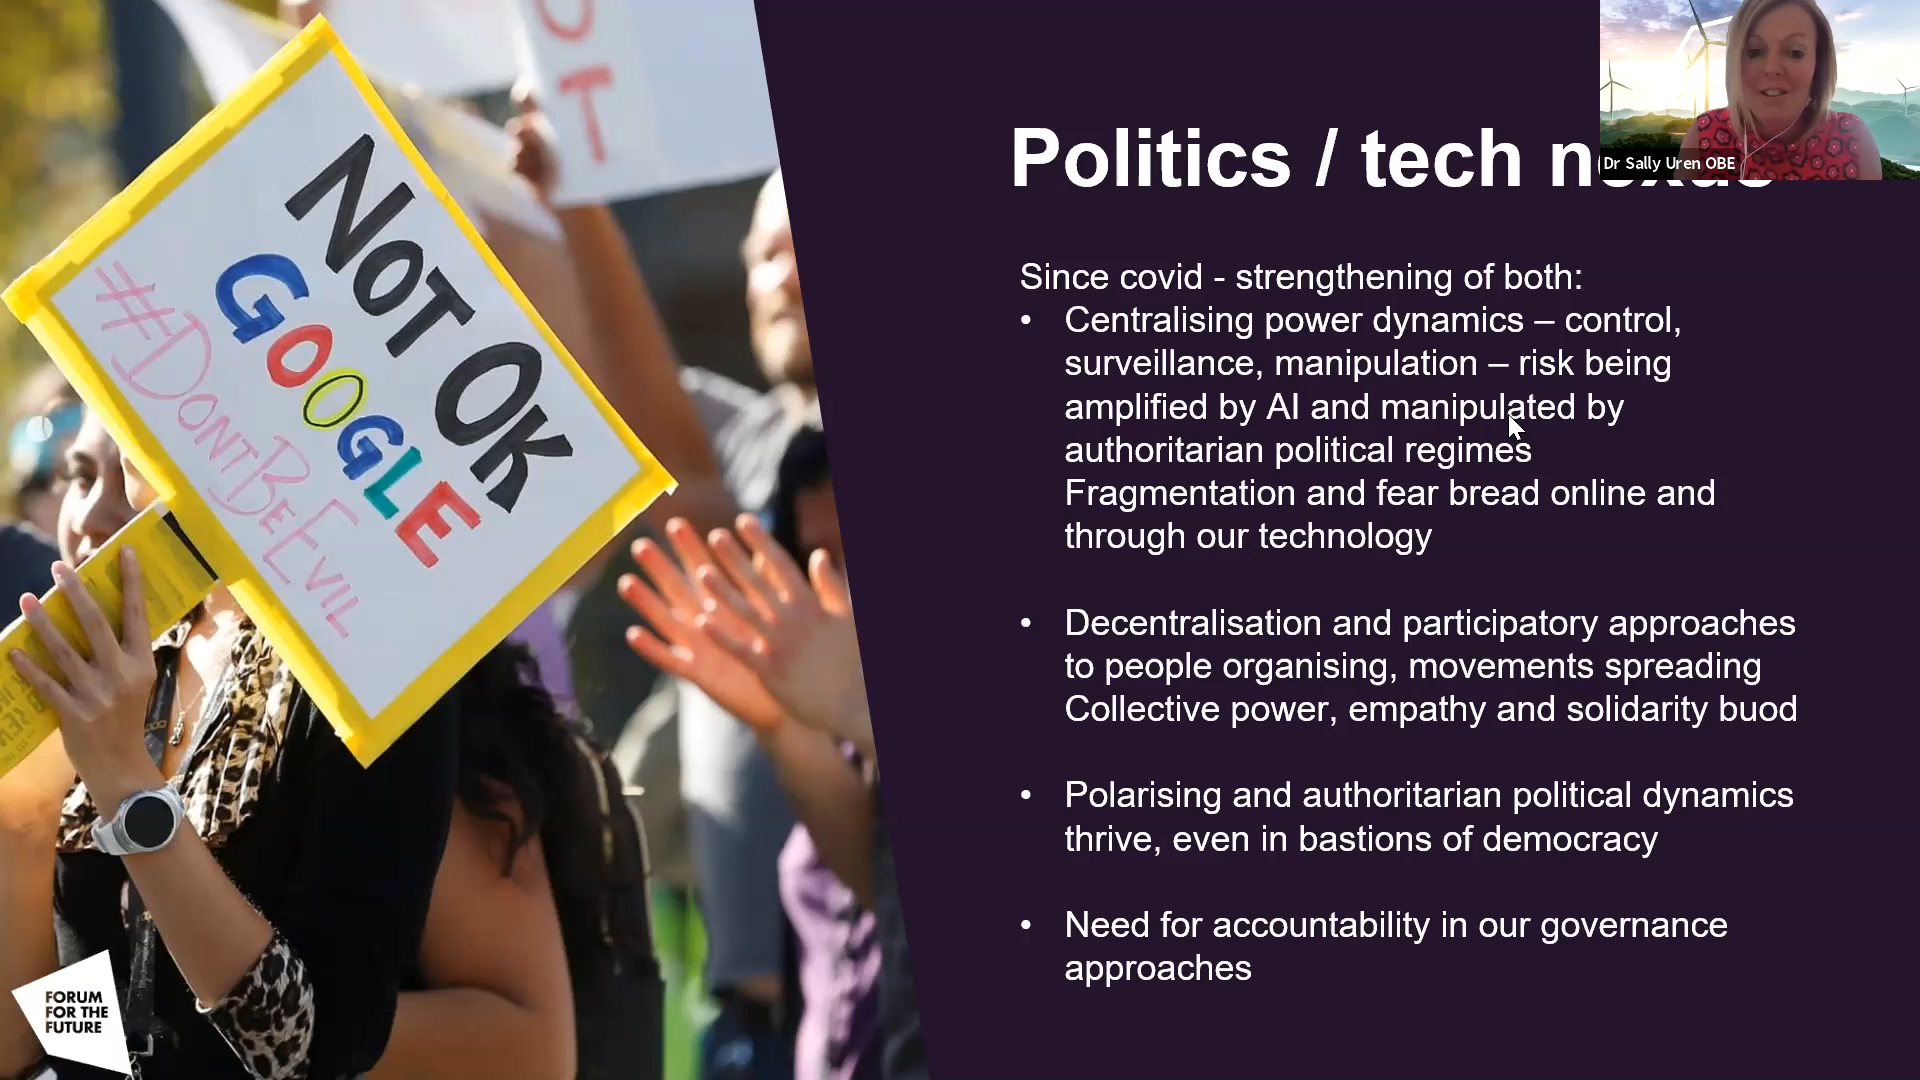 NOT OK
GOOGLE
#DONTBEEVIL
OT
FORUM
FOR THE
FUTURE
Politics / tech nexus
Dr Sally Uren OBE
Since covid - strengthening of both:
• Centralising power dynamics – control,
surveillance, manipulation – risk being
amplified by AI and manipulated by
authoritarian political regimes
Fragmentation and fear bread online and
through our technology
• Decentralisation and participatory approaches
to people organising, movements spreading
Collective power, empathy and solidarity buod
• Polarising and authoritarian political dynamics
thrive, even in bastions of democracy
• Need for accountability in our governance
approaches